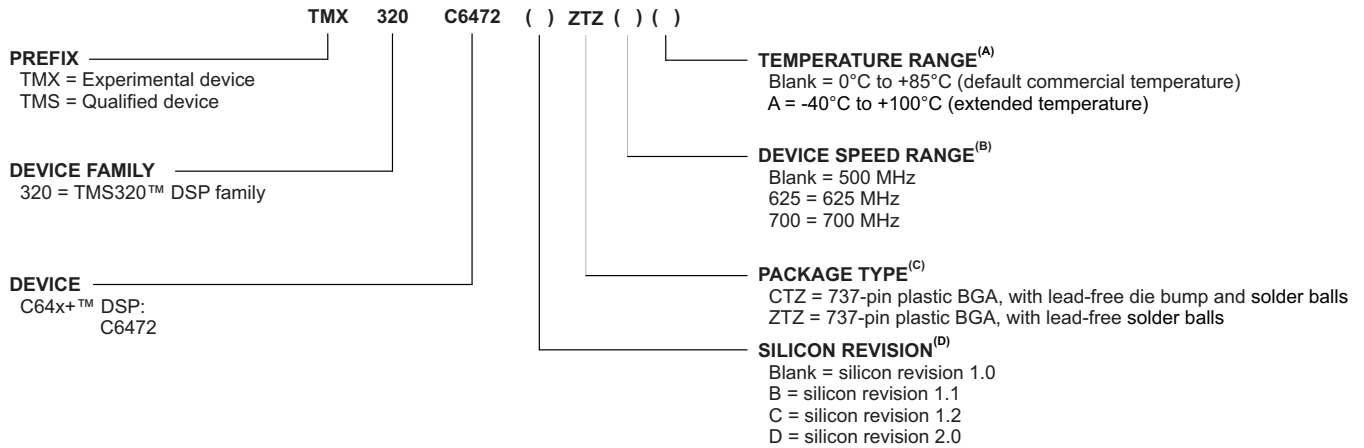 TMX 320 C6472 ( ) ZTZ ( ) ( )
PREFIX
TMX = Experimental device
TMS = Qualified device
DEVICE FAMILY
320 = TMS320™ DSP family
DEVICE
C64x+™ DSP:
C6472
TEMPERATURE RANGE(A)
Blank = 0°C to +85°C (default commercial temperature)
A = -40°C to +100°C (extended temperature)
DEVICE SPEED RANGE(B)
Blank = 500 MHz
625 = 625 MHz
700 = 700 MHz
PACKAGE TYPE(C)
CTZ = 737-pin plastic BGA, with lead-free die bump and solder balls
ZTZ = 737-pin plastic BGA, with lead-free solder balls
SILICON REVISION(D)
Blank = silicon revision 1.0
B = silicon revision 1.1
C = silicon revision 1.2
D = silicon revision 2.0